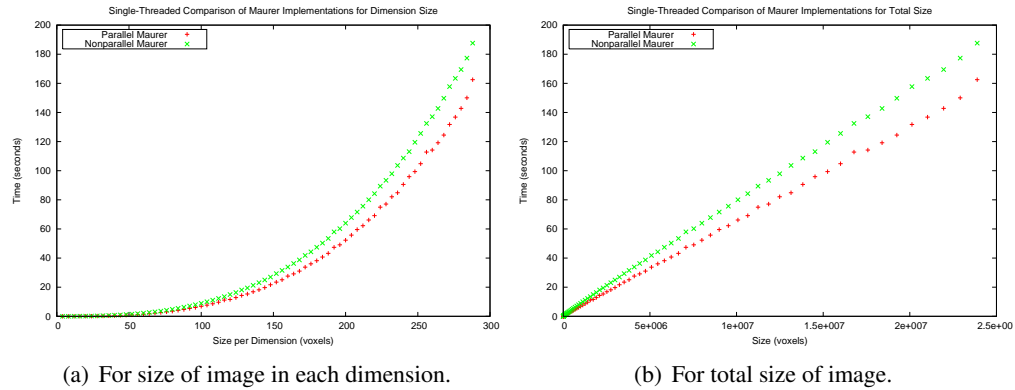 Single-Threaded Comparison of Maurer Implementations for Dimension Size
200
180
160
140
120
100
80
60
40
20
0
Time (seconds)
Parallel Maurer
Nonparallel Maurer
0 50 100 150 200 250 300
Size per Dimension (voxels)
(a) For size of image in each dimension.
Single-Threaded Comparison of Maurer Implementations for Total Size
200
180
160
140
120
100
80
60
40
20
0
Time (seconds)
Parallel Maurer
Nonparallel Maurer
0 5e+006 1e+007 1.5e+007 2e+007 2.5e+00
Size (voxels)
(b) For total size of image.